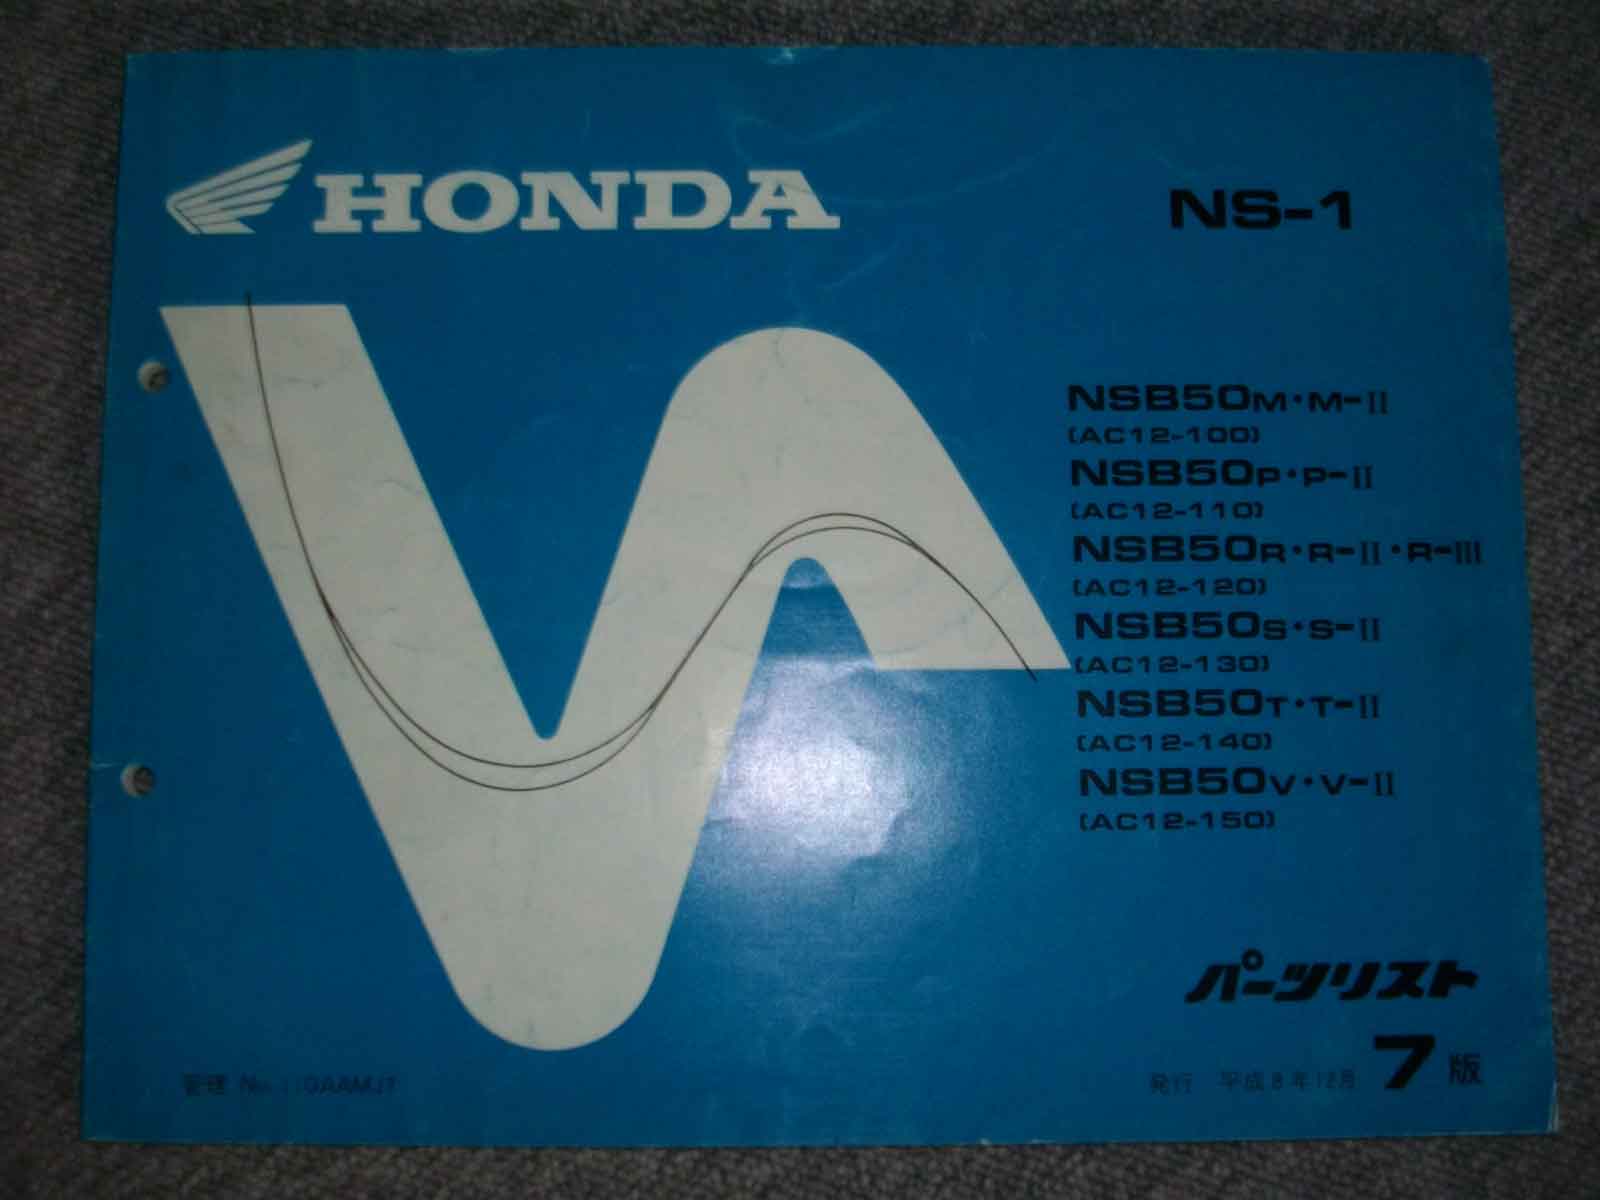 HONDA
NS-1
NSB50M・M-II
(AC12-100)
NSB50P・P-II
(AC12-110)
NSB50R・R-II・R-III
(AC12-120)
NSB50S・S-II
(AC12-130)
NSB50T・T-II
(AC12-140)
NSB50V・V-II
(AC12-150)
パーツリスト
発行 平成8年12月 7版
管理 No.